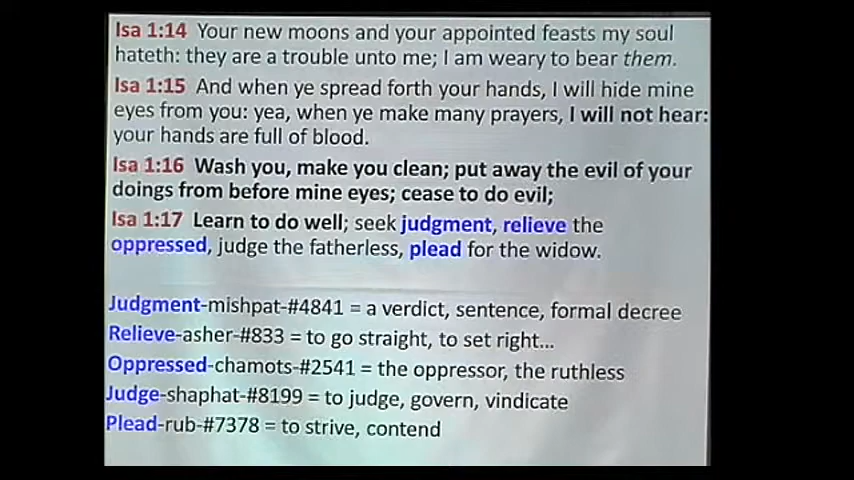 Isa 1:14 Your new moons and your appointed feasts my soul
hateth: they are a trouble unto me; I am weary to bear them.
Isa 1:15 And when ye spread forth your hands, I will hide mine
eyes from you: yea, when ye make many prayers, I will not hear:
your hands are full of blood.
Isa 1:16 Wash you, make you clean; put away the evil of your
doings from before mine eyes; cease to do evil;
Isa 1:17 Learn to do well; seek judgment, relieve the
oppressed, judge the fatherless, plead for the widow.
Judgment-mishpat-#4841 = a verdict, sentence, formal decree
Relieve-asher-#833 = to go straight, to set right...
Oppressed-chamots-#2541 = the oppressor, the ruthless
Judge-shaphat-#8199 = to judge, govern, vindicate
Plead-rub-#7378 = to strive, contend